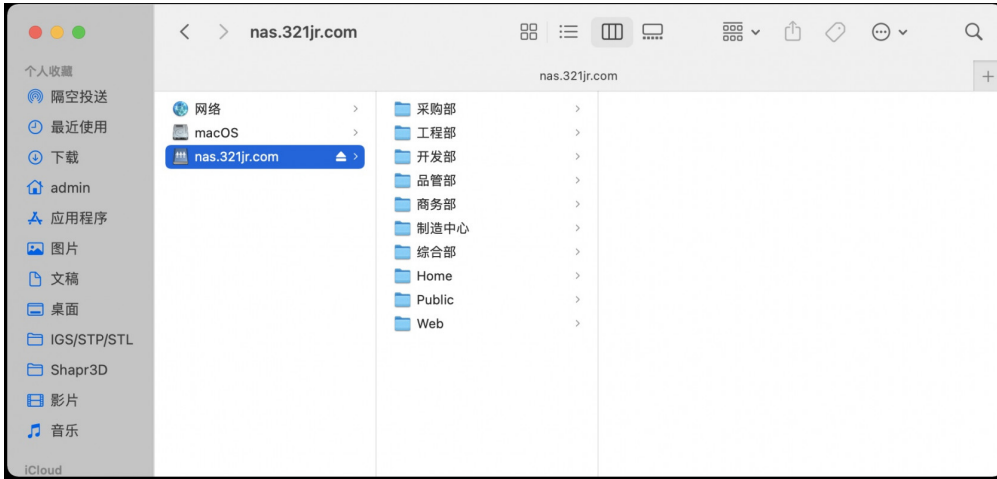 nas.321jr.com
nas.321jr.com
个人收藏
隔空投送
最近使用
下载
admin
应用程序
图片
文稿
桌面
IGS/STP/STL
Shapr3D
影片
音乐
iCloud
网络
macOS
nas.321jr.com
采购部
工程部
开发部
品管部
商务部
制造中心
综合部
Home
Public
Web